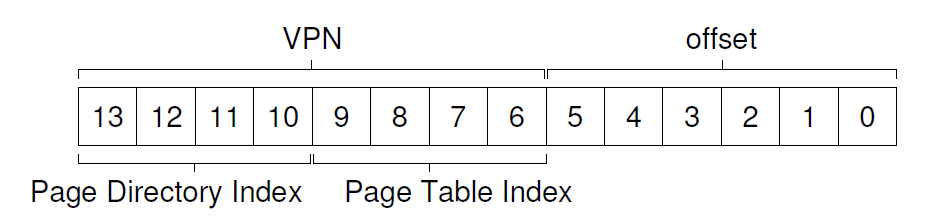 VPN offset
13 12 11 10 9 8 7 6 5 4 3 2 1 0
Page Directory Index Page Table Index